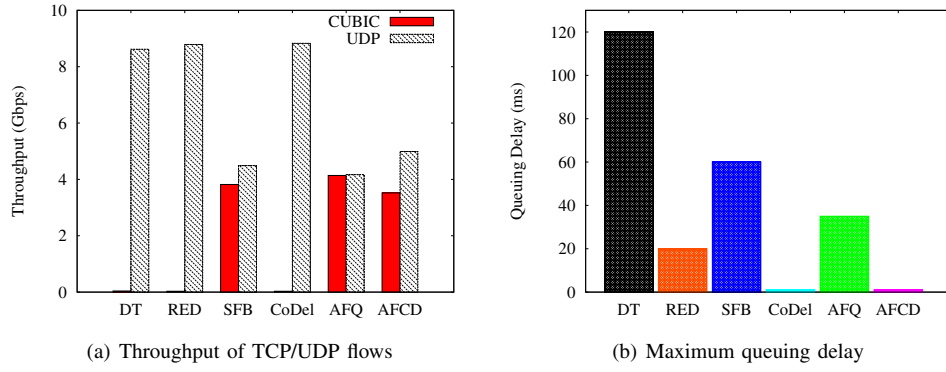 CUBIC
UDP
Throughput (Gbps)
10
8
6
4
2
0
DT RED SFB CoDel AFQ AFCD
(a) Throughput of TCP/UDP flows
Queuing Delay (ms)
120
100
80
60
40
20
0
DT RED SFB CoDel AFQ AFCD
(b) Maximum queuing delay